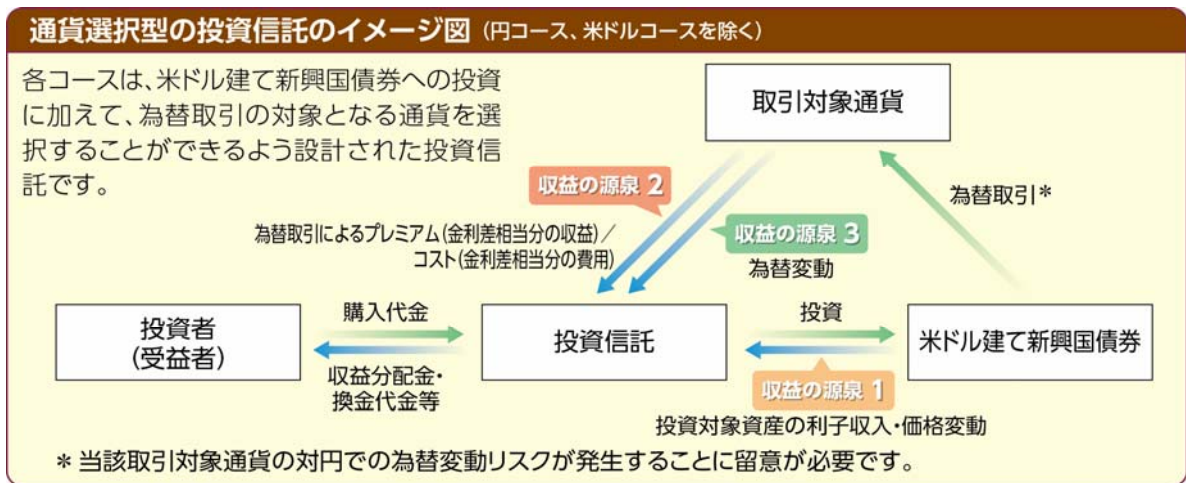 通貨選択型の投資信託のイメージ図（円コース、米ドルコースを除く）
各コースは、米ドル建て新興国債券への投資
に加えて、為替取引の対象となる通貨を選
択することができるよう設計された投資信
託です。
取引対象通貨
収益の源泉 2
為替取引*
為替取引によるプレミアム(金利差相当分の収益)／
コスト(金利差相当分の費用)
収益の源泉 3
為替変動
投資者
(受益者)
購入代金
収益分配金・
換金代金等
投資信託
投資
収益の源泉 1
投資対象資産の利子収入・価格変動
米ドル建て新興国債券
* 当該取引対象通貨の対円での為替変動リスクが発生することに留意が必要です。